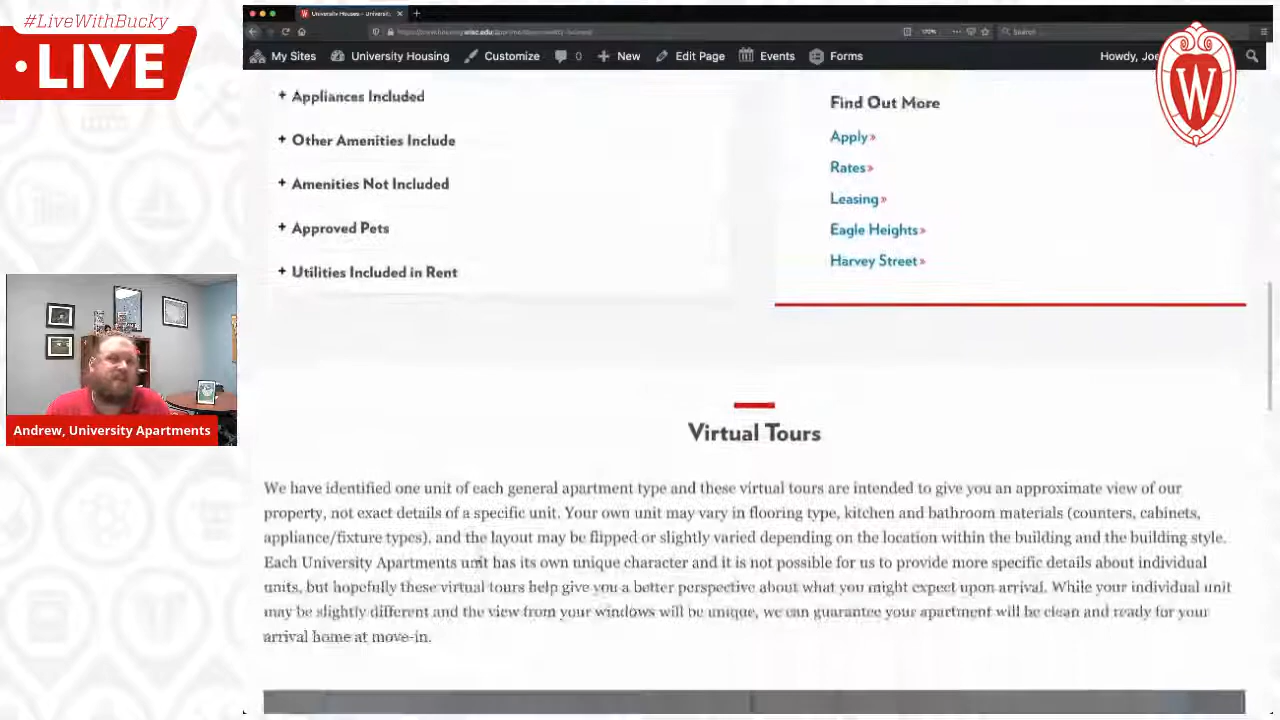 #LiveWithBucky
LIVE
University Houses - Universit
Search
My Sites University Housing Customize 0 New Edit Page Events Forms Howdy, Joe
W
+ Appliances Included
+ Other Amenities Include
+ Amenities Not Included
+ Approved Pets
+ Utilities Included in Rent
Find Out More
Apply»
Rates»
Leasing»
Eagle Heights»
Harvey Street»
Andrew, University Apartments
Virtual Tours
We have identified one unit of each general apartment type and these virtual tours are intended to give you an approximate view of our
property, not exact details of a specific unit. Your own unit may vary in flooring type, kitchen and bathroom materials (counters, cabinets,
appliance/fixture types), and the layout may be flipped or slightly varied depending on the location within the building and the building style.
Each University Apartments unit has its own unique character and it is not possible for us to provide more specific details about individual
units, but hopefully these virtual tours help give you a better perspective about what you might expect upon arrival. While your individual unit
may be slightly different and the view from your windows will be unique, we can guarantee your apartment will be clean and ready for your
arrival home at move-in.